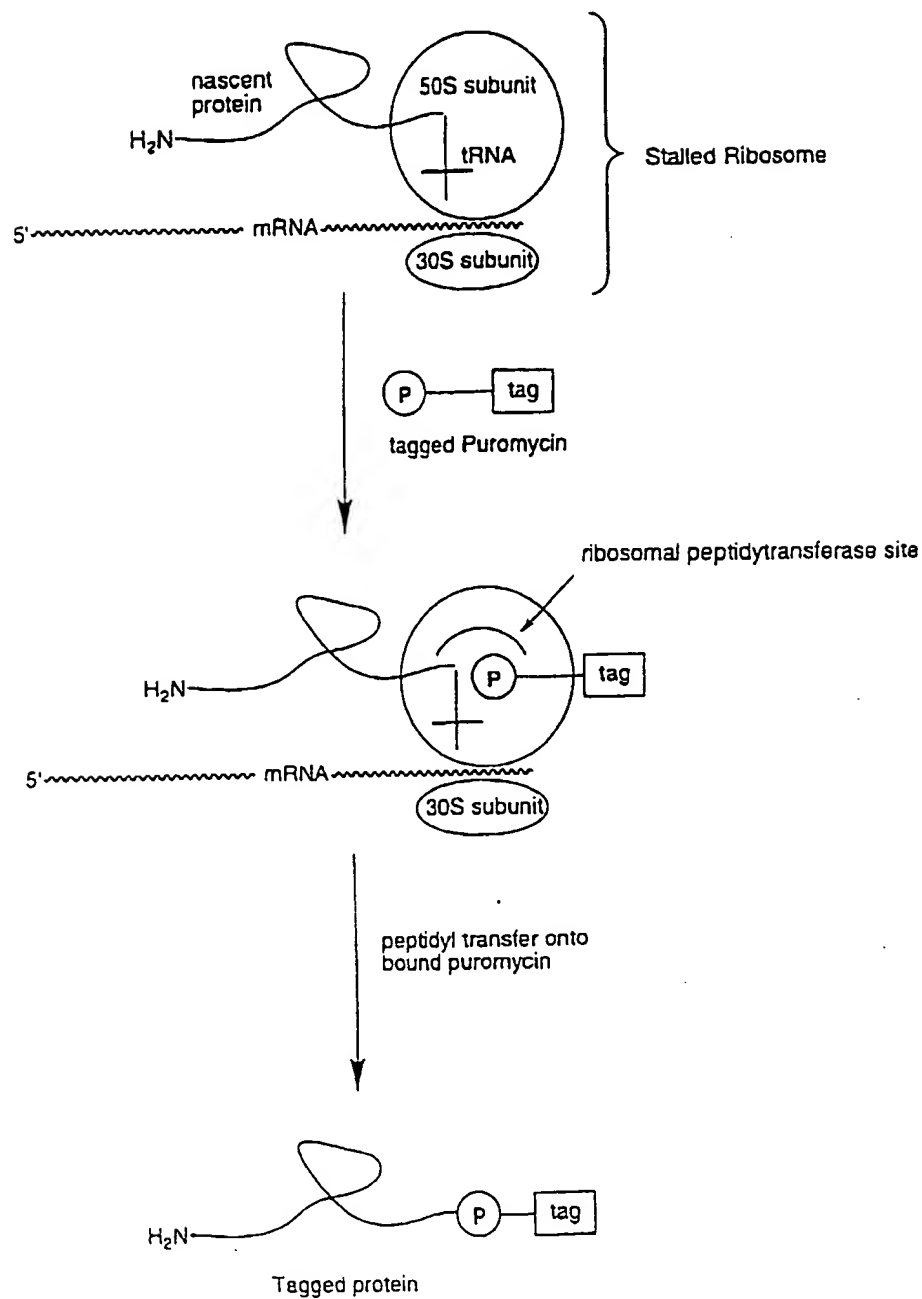 nascent
protein
50S subunit
H2N
tRNA
Stalled Ribosome
5'
mRNA
30S subunit
P
tag
tagged Puromycin
ribosomal peptidytransferase site
H2N
P
tag
5'
mRNA
30S subunit
peptidyl transfer onto
bound puromycin
H2N
P
tag
Tagged protein